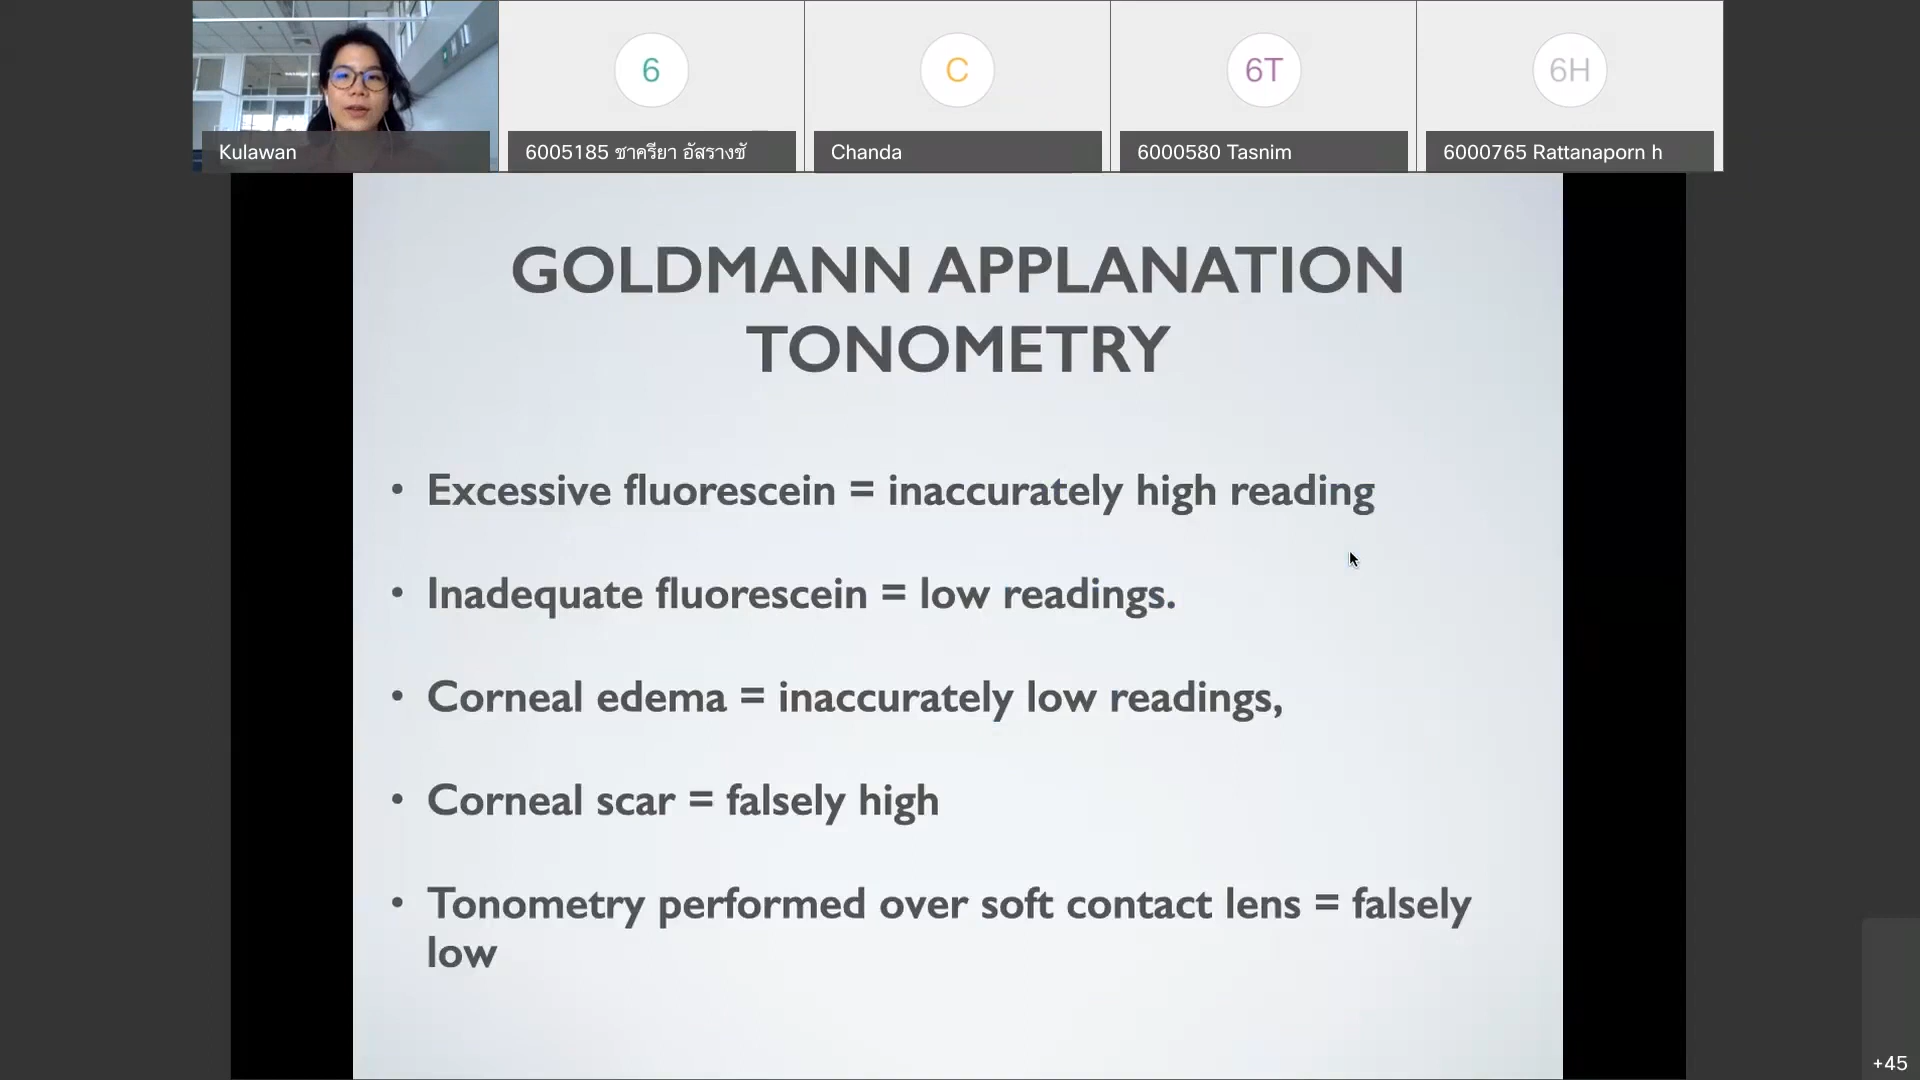 6
C
6T
6H
Kulawan
6005185 ซาครียา อัสรางชั
Chanda
6000580 Tasnim
6000765 Rattanaporn h
GOLDMANN APPLANATION
TONOMETRY
• Excessive fluorescein = inaccurately high reading
• Inadequate fluorescein = low readings.
• Corneal edema = inaccurately low readings,
• Corneal scar = falsely high
• Tonometry performed over soft contact lens = falsely
low
+45